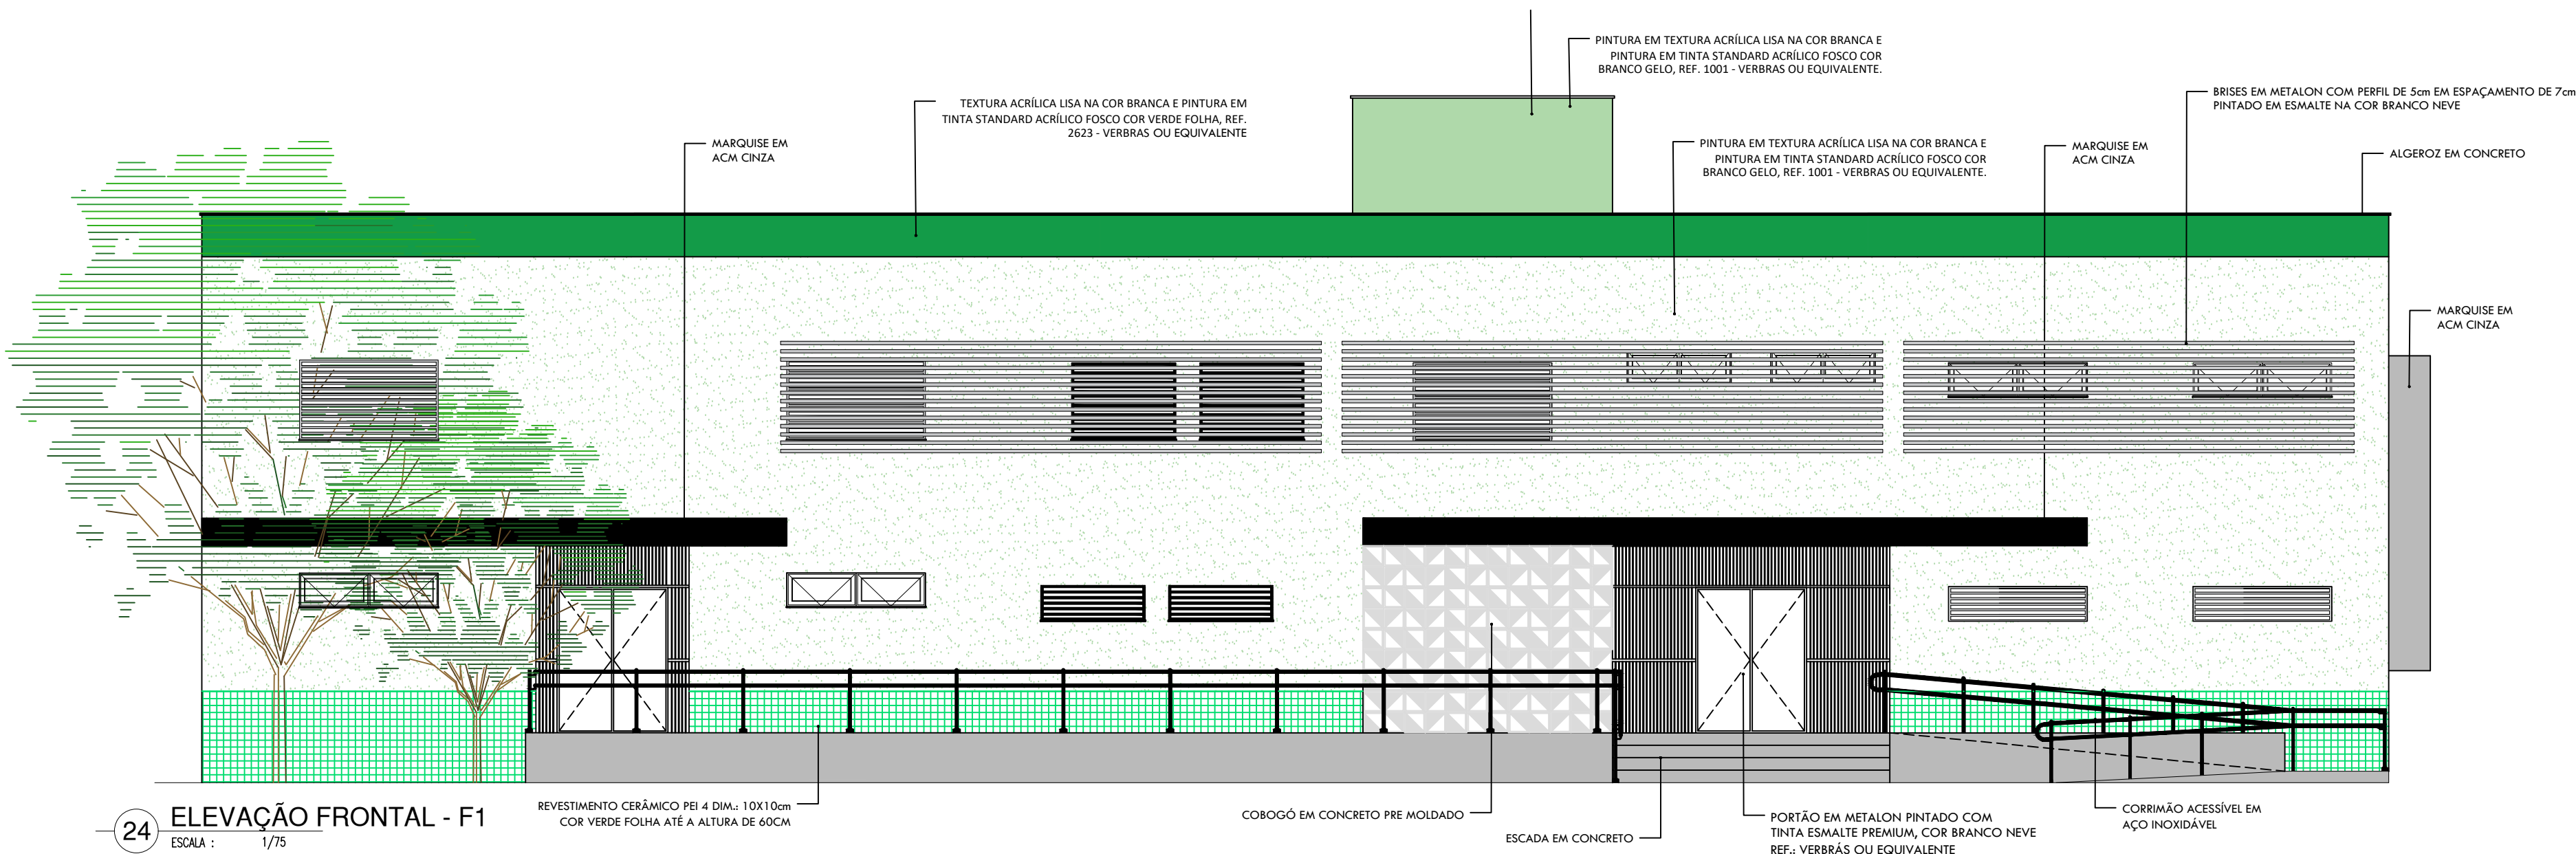 PINTURA EM TEXTURA ACRÍLICA LISA NA COR BRANCA E
PINTURA EM TINTA STANDARD ACRÍLICO FOSCO COR
BRANCO GELO, REF. 1001 - VERBRAS OU EQUIVALENTE.
TEXTURA ACRÍLICA LISA NA COR BRANCA E PINTURA EM
TINTA STANDARD ACRÍLICO FOSCO COR VERDE FOLHA, REF.
2623 - VERBRAS OU EQUIVALENTE
BRISES EM METALON COM PERFIL DE 5cm EM ESPAÇAMENTO DE 7cm
PINTADO EM ESMALTE NA COR BRANCO NEVE
MARQUISE EM
ACM CINZA
PINTURA EM TEXTURA ACRÍLICA LISA NA COR BRANCA E
PINTURA EM TINTA STANDARD ACRÍLICO FOSCO COR
BRANCO GELO, REF. 1001 - VERBRAS OU EQUIVALENTE.
MARQUISE EM
ACM CINZA
ALGEROZ EM CONCRETO
MARQUISE EM
ACM CINZA
24
ELEVAÇÃO FRONTAL - F1
ESCALA : 1/75
REVESTIMENTO CERÂMICO PEI 4 DIM.: 10X10cm
COR VERDE FOLHA ATÉ A ALTURA DE 60CM
COBOGÓ EM CONCRETO PRE MOLDADO
ESCADA EM CONCRETO
PORTÃO EM METALON PINTADO COM
TINTA ESMALTE PREMIUM, COR BRANCO NEVE
REF.: VERBRÁS OU EQUIVALENTE
CORRIMÃO ACESSÍVEL EM
AÇO INOXIDÁVEL